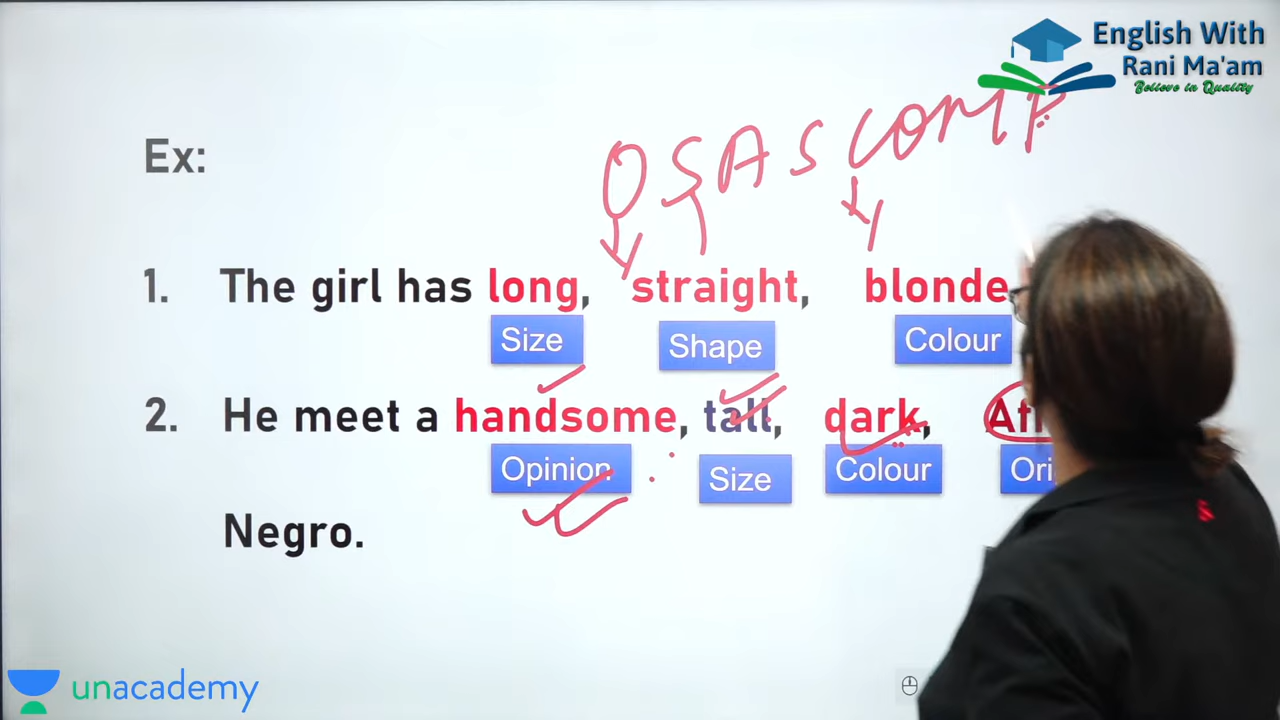 English With
Rani Ma'am
Believe in Quality
OSASCOMP
Ex:
1. The girl has long, straight, blonde
Size Shape Colour
2. He meet a handsome, tall, dark,
Opinion Size Colour
Negro.
unacademy